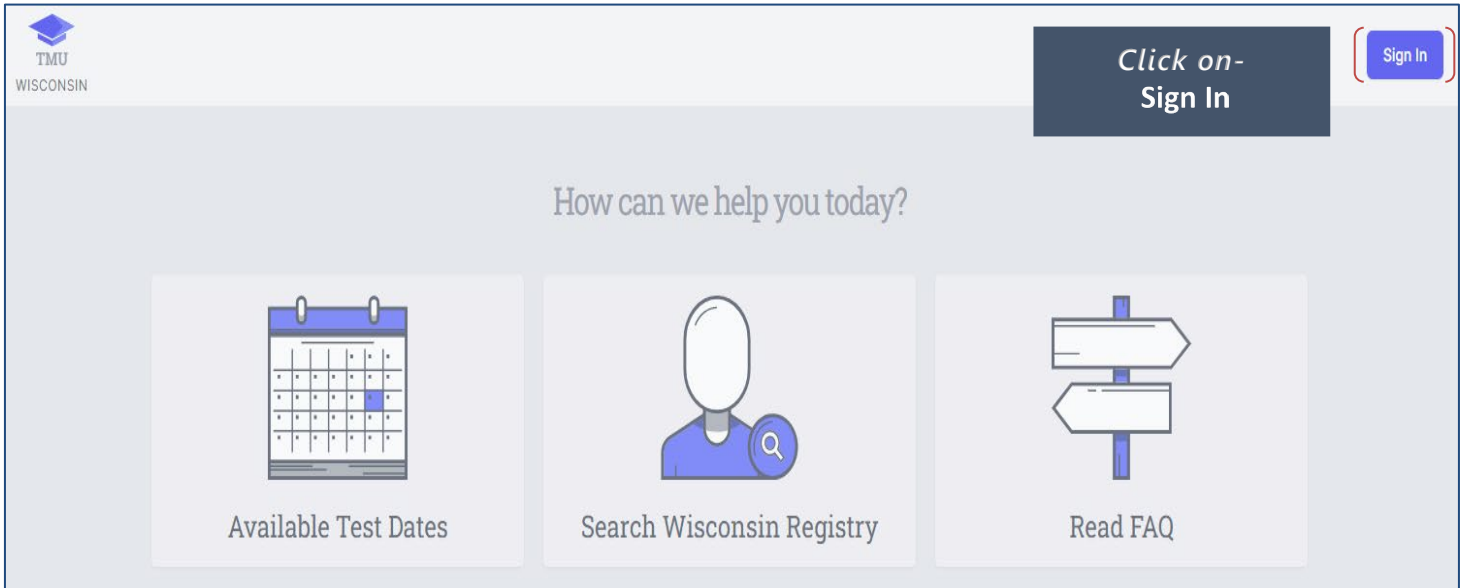 TMU
WISCONSIN
Click on-
Sign In
Sign In
How can we help you today?
Available Test Dates
Search Wisconsin Registry
Read FAQ